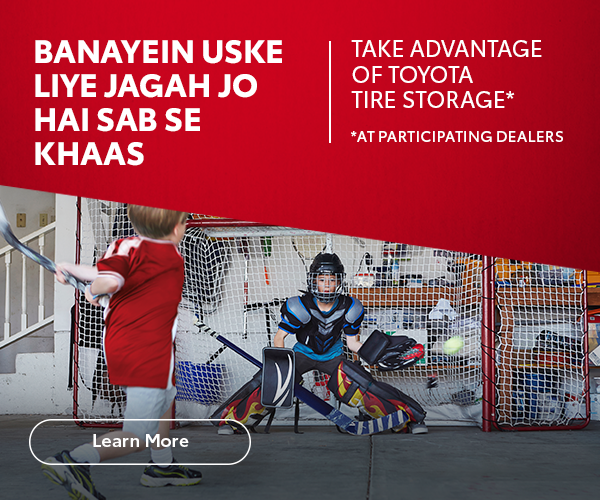 BANAYEIN USKE
LIYE JAGAH JO
HAI SAB SE
KHAAS
TAKE ADVANTAGE
OF TOYOTA
TIRE STORAGE*
*AT PARTICIPATING DEALERS
Learn More